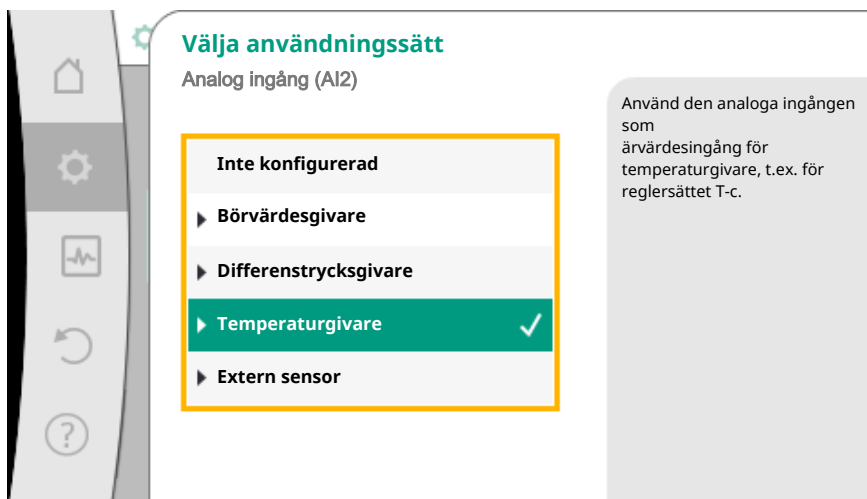 Välja användningssätt
Analog ingång (AI2)
Inte konfigurerad
Börvärdesgivare
Differenstrycksgivare
Temperaturgivare
Extern sensor
Använd den analoga ingången
som
ärvärdesingång för
temperaturgivare, t.ex. för
reglersättet T-c.